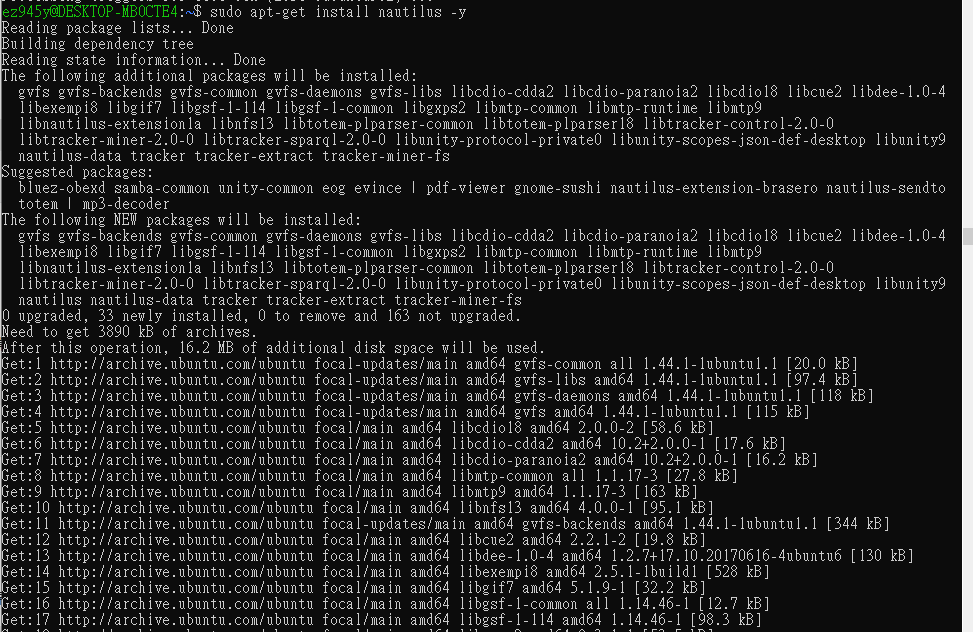 ez945y@DESKTOP-MBOCTE4:~$ sudo apt-get install nautilus -y
Reading package lists... Done
Building dependency tree
Reading state information... Done
The following additional packages will be installed:
  gvfs gvfs-backends gvfs-common gvfs-daemons gvfs-libs libcdio-cdda2 libcdio-paranoia2 libcdio18 libcue2 libdee-1.0-4
  libexempi8 libgif7 libgsf-1-114 libgsf-1-common libgxps2 libmtp-common libmtp-runtime libmtp9
  libnautilus-extension1a libnfs13 libtotem-plparser-common libtotem-plparser18 libtracker-control-2.0-0
  libtracker-miner-2.0-0 libtracker-sparql-2.0-0 libunity-protocol-private0 libunity-scopes-json-def-desktop libunity9
  nautilus-data tracker tracker-extract tracker-miner-fs
Suggested packages:
  bluez-obexd samba-common unity-common eog evince | pdf-viewer gnome-sushi nautilus-extension-brasero nautilus-sendto
  totem | mp3-decoder
The following NEW packages will be installed:
  gvfs gvfs-backends gvfs-common gvfs-daemons gvfs-libs libcdio-cdda2 libcdio-paranoia2 libcdio18 libcue2 libdee-1.0-4
  libexempi8 libgif7 libgsf-1-114 libgsf-1-common libgxps2 libmtp-common libmtp-runtime libmtp9
  libnautilus-extension1a libnfs13 libtotem-plparser-common libtotem-plparser18 libtracker-control-2.0-0
  libtracker-miner-2.0-0 libtracker-sparql-2.0-0 libunity-protocol-private0 libunity-scopes-json-def-desktop libunity9
  nautilus nautilus-data tracker tracker-extract tracker-miner-fs
0 upgraded, 33 newly installed, 0 to remove and 163 not upgraded.
Need to get 3890 kB of archives.
After this operation, 16.2 MB of additional disk space will be used.
Get:1 http://archive.ubuntu.com/ubuntu focal-updates/main amd64 gvfs-common all 1.44.1-1ubuntu1.1 [20.0 kB]
Get:2 http://archive.ubuntu.com/ubuntu focal-updates/main amd64 gvfs-libs amd64 1.44.1-1ubuntu1.1 [97.4 kB]
Get:3 http://archive.ubuntu.com/ubuntu focal-updates/main amd64 gvfs-daemons amd64 1.44.1-1ubuntu1.1 [118 kB]
Get:4 http://archive.ubuntu.com/ubuntu focal-updates/main amd64 gvfs amd64 1.44.1-1ubuntu1.1 [115 kB]
Get:5 http://archive.ubuntu.com/ubuntu focal/main amd64 libcdio18 amd64 2.0.0-2 [58.6 kB]
Get:6 http://archive.ubuntu.com/ubuntu focal/main amd64 libcdio-cdda2 amd64 10.2+2.0.0-1 [17.6 kB]
Get:7 http://archive.ubuntu.com/ubuntu focal/main amd64 libcdio-paranoia2 amd64 10.2+2.0.0-1 [16.2 kB]
Get:8 http://archive.ubuntu.com/ubuntu focal/main amd64 libmtp-common all 1.1.17-3 [27.8 kB]
Get:9 http://archive.ubuntu.com/ubuntu focal/main amd64 libmtp9 amd64 1.1.17-3 [163 kB]
Get:10 http://archive.ubuntu.com/ubuntu focal/main amd64 libnfs13 amd64 4.0.0-1 [95.1 kB]
Get:11 http://archive.ubuntu.com/ubuntu focal-updates/main amd64 gvfs-backends amd64 1.44.1-1ubuntu1.1 [344 kB]
Get:12 http://archive.ubuntu.com/ubuntu focal/main amd64 libcue2 amd64 2.2.1-2 [19.8 kB]
Get:13 http://archive.ubuntu.com/ubuntu focal/main amd64 libdee-1.0-4 amd64 1.2.7+17.10.20170616-4ubuntu6 [130 kB]
Get:14 http://archive.ubuntu.com/ubuntu focal/main amd64 libexempi8 amd64 2.5.1-1build1 [528 kB]
Get:15 http://archive.ubuntu.com/ubuntu focal/main amd64 libgif7 amd64 5.1.9-1 [32.2 kB]
Get:16 http://archive.ubuntu.com/ubuntu focal/main amd64 libgsf-1-common all 1.14.46-1 [12.7 kB]
Get:17 http://archive.ubuntu.com/ubuntu focal/main amd64 libgsf-1-114 amd64 1.14.46-1 [98.3 kB]